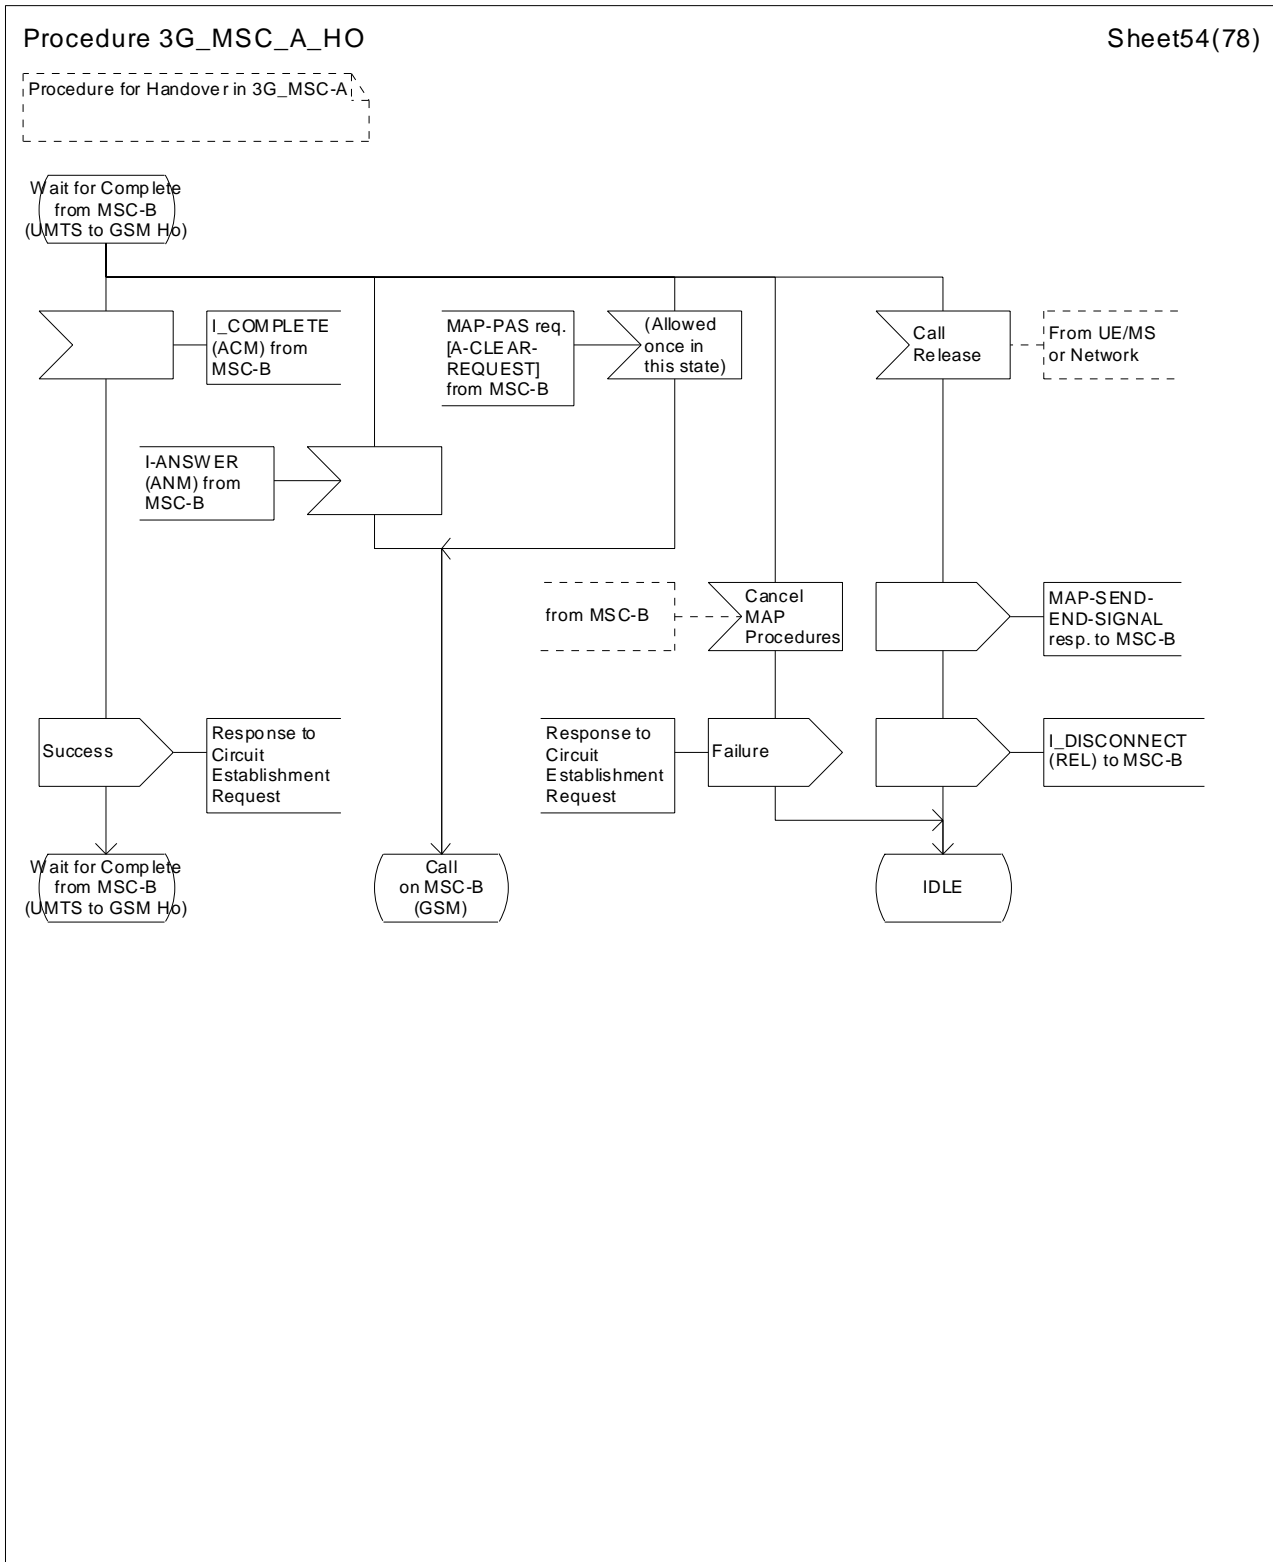 Procedure 3G_MSC_A_HO
Sheet54(78)
Procedure for Handover in 3G_MSC-A
Wait for Complete
from MSC-B
(UMTS to GSM Ho)
I_COMPLETE
(ACM) from
MSC-B
MAP-PAS req.
[A-CLEAR-
REQUEST]
from MSC-B
(Allowed
once in
this state)
Call
Release
From UE/MS
or Network
I-ANSWER
(ANM) from
MSC-B
from MSC-B
Cancel
MAP
Procedures
MAP-SEND-
END-SIGNAL
resp. to MSC-B
Success
Response to
Circuit
Establishment
Request
Response to
Circuit
Establishment
Request
Failure
I_DISCONNECT
(REL) to MSC-B
Wait for Complete
from MSC-B
(UMTS to GSM Ho)
Call
on MSC-B
(GSM)
IDLE